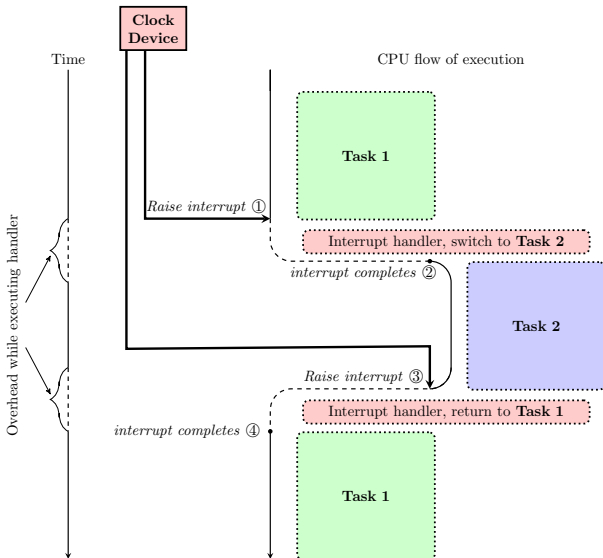 Clock
Device
Time
CPU flow of execution
Task 1
Raise interrupt ①
Interrupt handler, switch to Task 2
interrupt completes ②
Overhead while executing handler
Task 2
Raise interrupt ③
Interrupt handler, return to Task 1
interrupt completes ④
Task 1